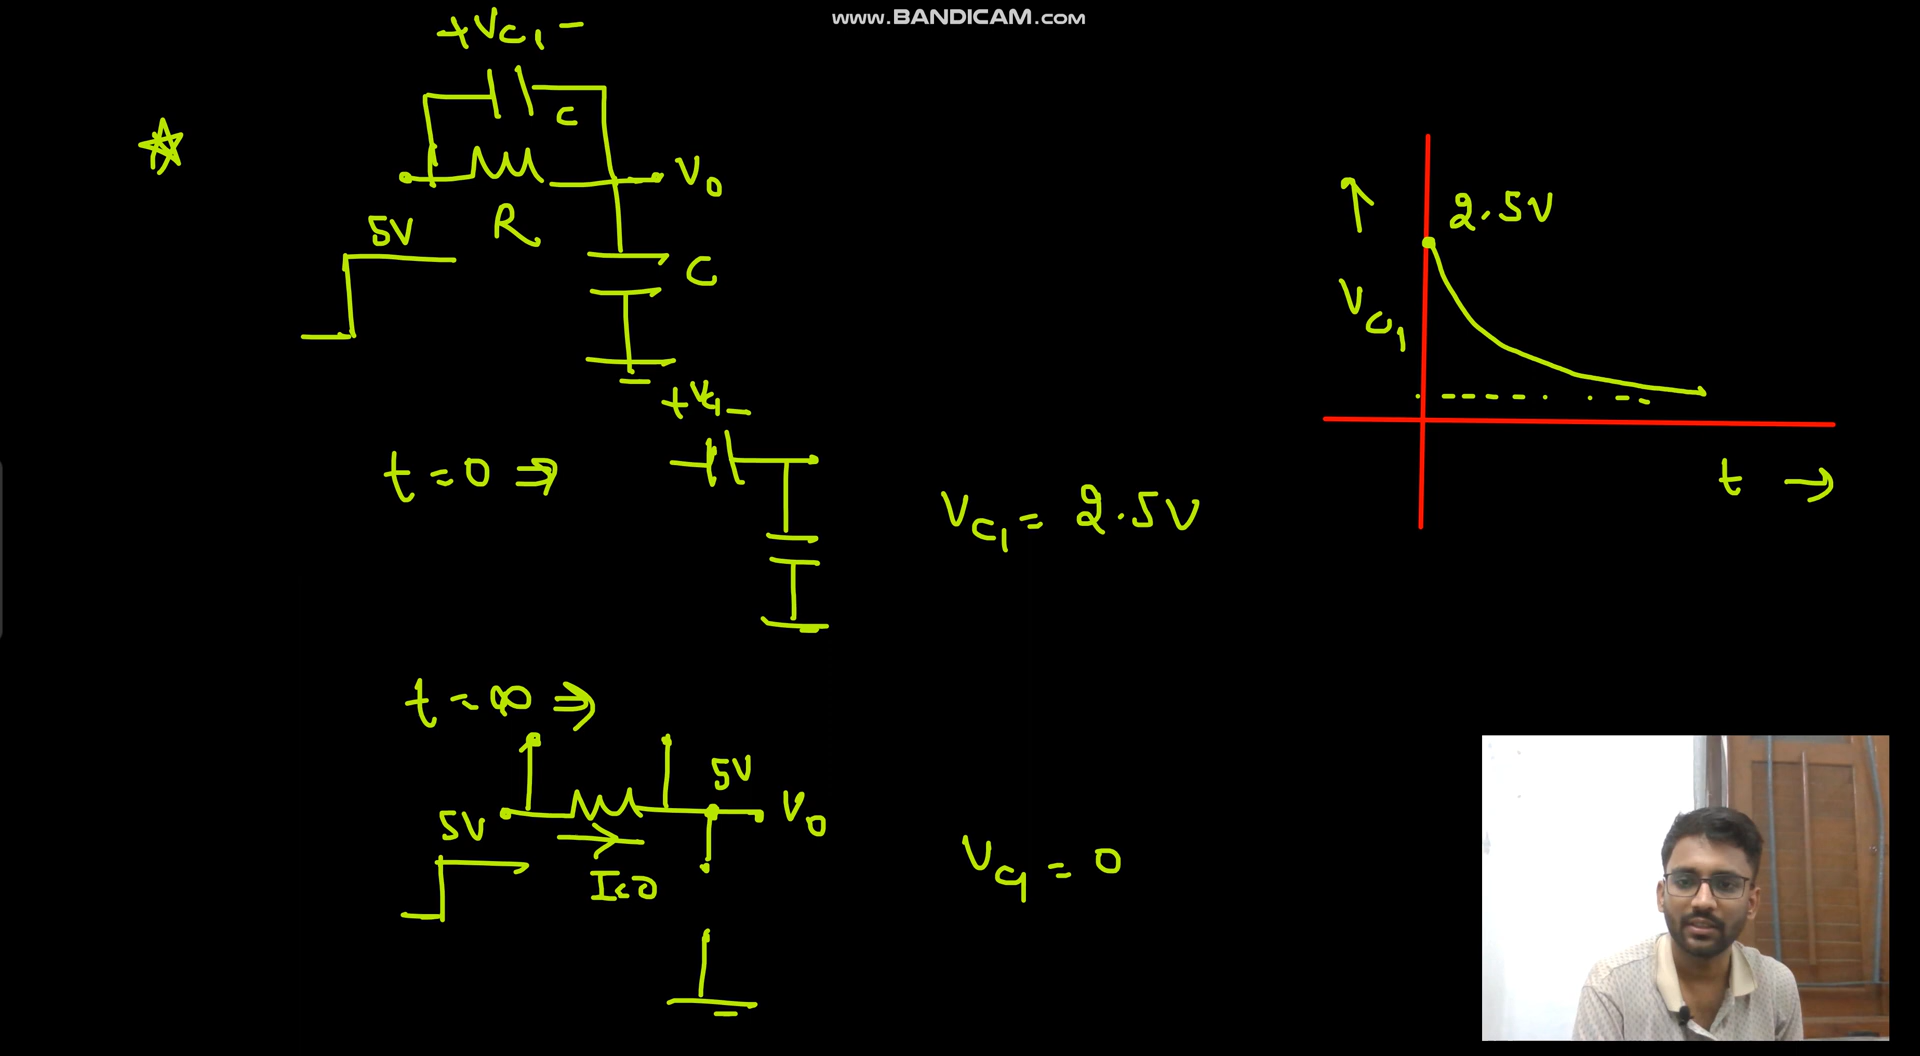 www.BANDICAM.com
+VC1 -
C
V0
R
5V
C
2.5V
VC1
t →
+VC1 -
t = 0 ⇒
VC1 = 2.5V
t = ∞ ⇒
5V
5V
V0
I=0
VC1 = 0